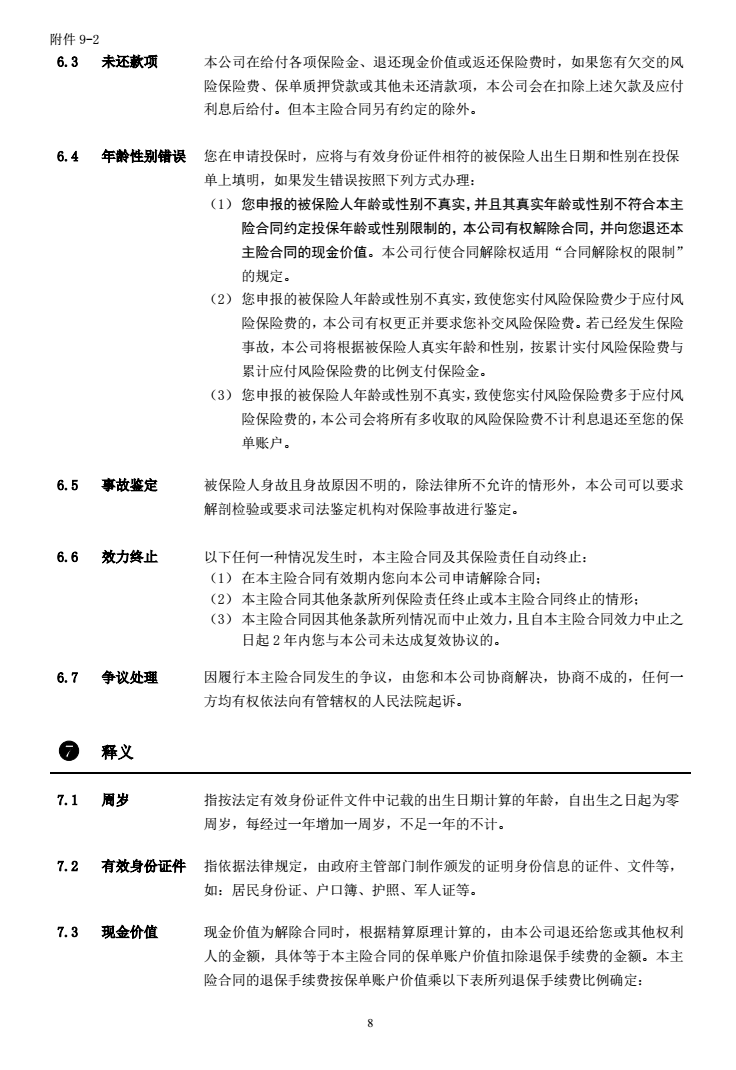 附件 9-2
6.3 未还款项 本公司在给付各项保险金、退还现金价值或返还保险费时，如果您有欠交的风
险保险费、保单质押贷款或其他未还清款项，本公司会在扣除上述欠款及应付
利息后给付。但本主险合同另有约定的除外。
6.4 年龄性别错误 您在申请投保时，应将与有效身份证件相符的被保险人出生日期和性别在投保
单上填明，如果发生错误按照下列方式办理：
（1） 您申报的被保险人年龄或性别不真实，并且其真实年龄或性别不符合本主
险合同约定投保年龄或性别限制的，本公司有权解除合同，并向您退还本
主险合同的现金价值。本公司行使合同解除权适用“合同解除权的限制”
的规定。
（2） 您申报的被保险人年龄或性别不真实，致使您实付风险保险费少于应付风
险保险费的，本公司有权更正并要求您补交风险保险费。若已经发生保险
事故，本公司将根据被保险人真实年龄和性别，按累计实付风险保险费与
累计应付风险保险费的比例支付保险金。
（3） 您申报的被保险人年龄或性别不真实，致使您实付风险保险费多于应付风
险保险费的，本公司会将所有多收取的风险保险费不计利息退还至您的保
单账户。
6.5 事故鉴定 被保险人身故且身故原因不明的，除法律所不允许的情形外，本公司可以要求
解剖检验或要求司法鉴定机构对保险事故进行鉴定。
6.6 效力终止 以下任何一种情况发生时，本主险合同及其保险责任自动终止：
（1） 在本主险合同有效期内您向本公司申请解除合同；
（2） 本主险合同其他条款所列保险责任终止或本主险合同终止的情形；
（3） 本主险合同因其他条款所列情况而中止效力，且自本主险合同效力中止之
日起 2 年内您与本公司未达成复效协议的。
6.7 争议处理 因履行本主险合同发生的争议，由您和本公司协商解决，协商不成的，任何一
方均有权依法向有管辖权的人民法院起诉。
7 释义
7.1 周岁 指按法定有效身份证件文件中记载的出生日期计算的年龄，自出生之日起为零
周岁，每经过一年增加一周岁，不足一年的不计。
7.2 有效身份证件 指依据法律规定，由政府主管部门制作颁发的证明身份信息的证件、文件等，
如：居民身份证、户口簿、护照、军人证等。
7.3 现金价值 现金价值为解除合同时，根据精算原理计算的，由本公司退还给您或其他权利
人的金额，具体等于本主险合同的保单账户价值扣除退保手续费的金额。本主
险合同的退保手续费按保单账户价值乘以下表所列退保手续费比例确定：
8